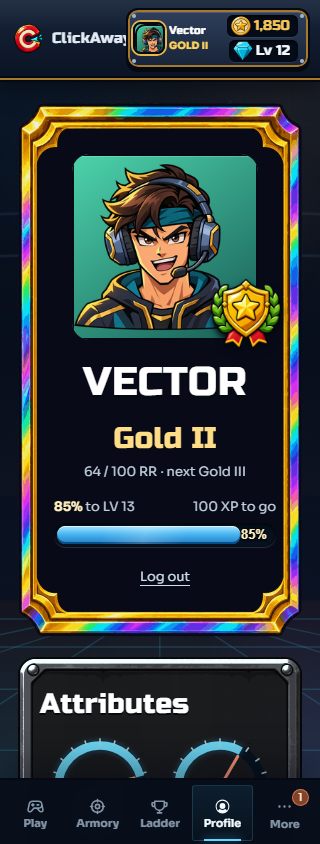 ClickAway
Vector
GOLD II
1,850
Lv 12
VECTOR
Gold II
64 / 100 RR · next Gold III
85% to LV 13
100 XP to go
85%
Log out
Attributes
Play
Armory
Ladder
Profile
More
1